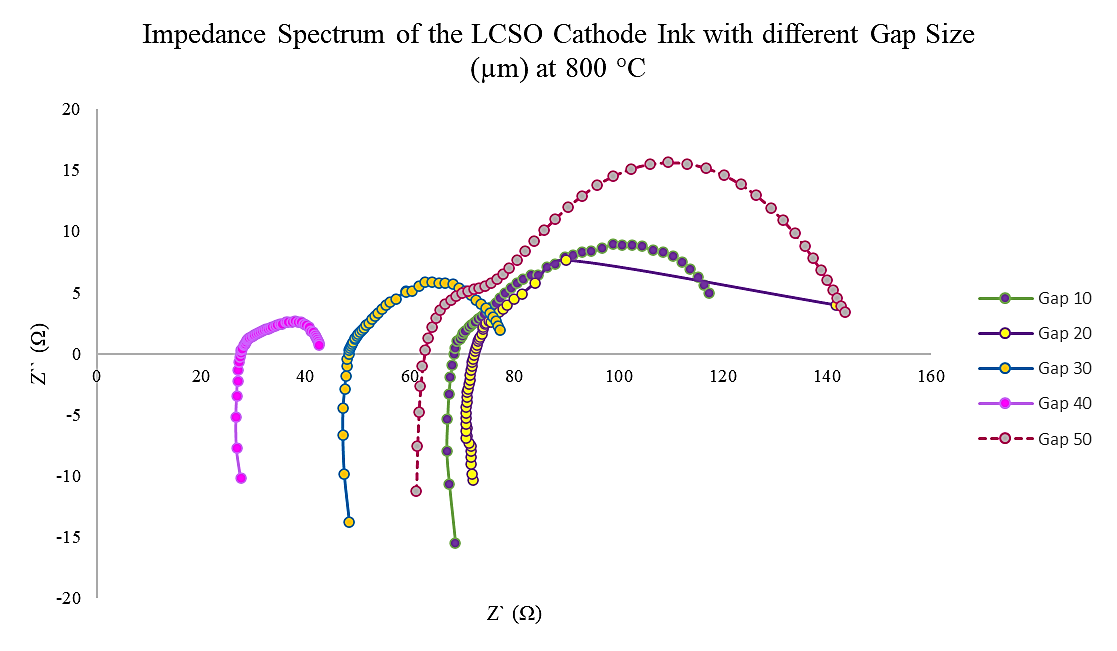 Impedance Spectrum of the LCSO Cathode Ink with different Gap Size
(µm) at 800 °C
20
15
10
5
0
-5
-10
-15
-20
0 20 40 60 80 100 120 140 160
Z`` (Ω)
Z` (Ω)
Gap 10
Gap 20
Gap 30
Gap 40
Gap 50